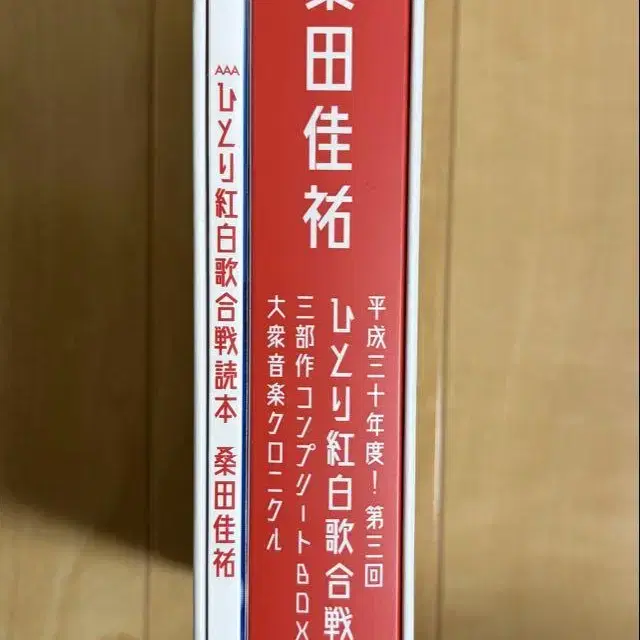 桑田佳祐
平成三十年度！第三回
ひとり紅白歌合戦
三部作コンプリートBOX
大衆音楽クロニクル
AAA ひとり紅白歌合戦読本 桑田佳祐